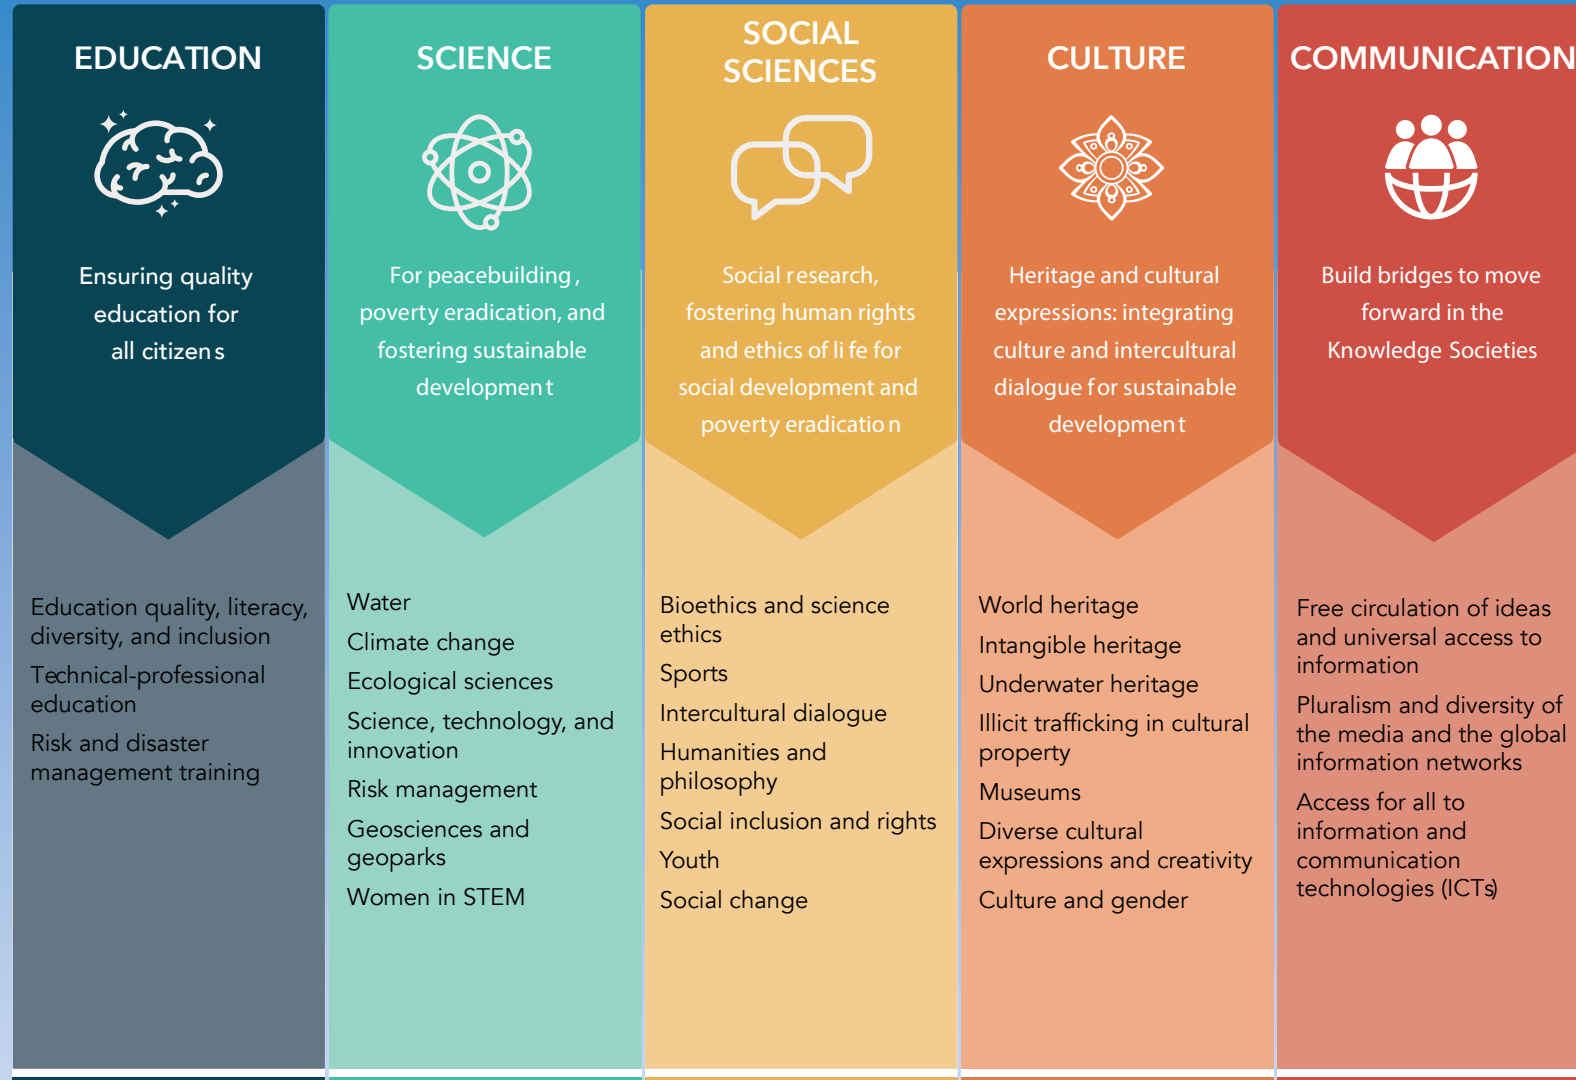 EDUCATION
Ensuring quality
education for
all citizens
Education quality, literacy,
diversity, and inclusion
Technical-professional
education
Risk and disaster
management training
SCIENCE
For peacebuilding,
poverty eradication, and
fostering sustainable
development
Water
Climate change
Ecological sciences
Science, technology, and
innovation
Risk management
Geosciences and
geoparks
Women in STEM
SOCIAL
SCIENCES
Social research,
fostering human rights
and ethics of life for
social development and
poverty eradication
Bioethics and science
ethics
Sports
Intercultural dialogue
Humanities and
philosophy
Social inclusion and rights
Youth
Social change
CULTURE
Heritage and cultural
expressions: integrating
culture and intercultural
dialogue for sustainable
development
World heritage
Intangible heritage
Underwater heritage
Illicit trafficking in cultural
property
Museums
Diverse cultural
expressions and creativity
Culture and gender
COMMUNICATION
Build bridges to move
forward in the
Knowledge Societies
Free circulation of ideas
and universal access to
information
Pluralism and diversity of
the media and the global
information networks
Access for all to
information and
communication
technologies (ICTs)